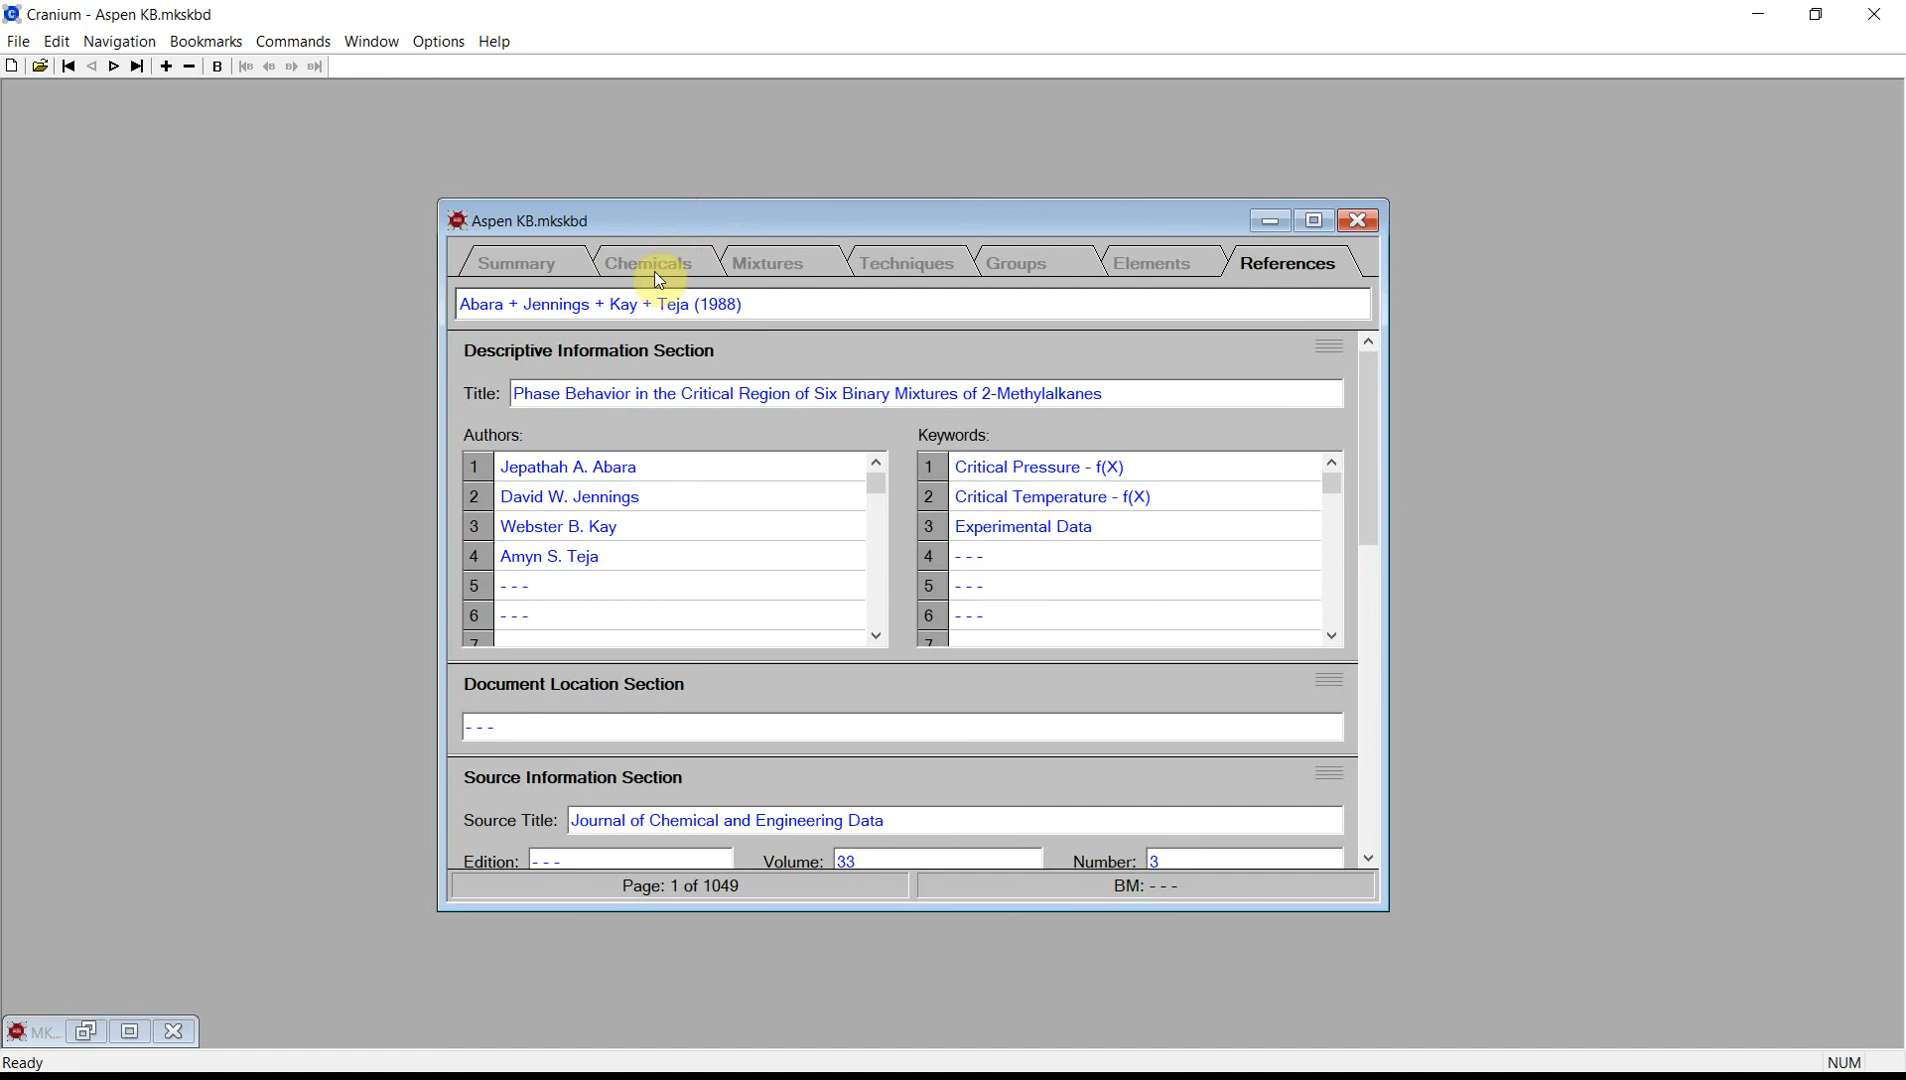 Cranium - Aspen KB.mkskbd
File Edit Navigation Bookmarks Commands Window Options Help
B
Aspen KB.mkskbd
Summary Chemicals Mixtures Techniques Groups Elements References
Abara + Jennings + Kay + Teja (1988)
Descriptive Information Section
Title: Phase Behavior in the Critical Region of Six Binary Mixtures of 2-Methylalkanes
Authors: Keywords:
1 Jepathah A. Abara 1 Critical Pressure - f(X)
2 David W. Jennings 2 Critical Temperature - f(X)
3 Webster B. Kay 3 Experimental Data
4 Amyn S. Teja 4 - - -
5 - - - 5 - - -
6 - - - 6 - - -
7 7
Document Location Section
- - -
Source Information Section
Source Title: Journal of Chemical and Engineering Data
Edition: - - - Volume: 33 Number: 3
Page: 1 of 1049 BM: - - -
MK...
Ready NUM